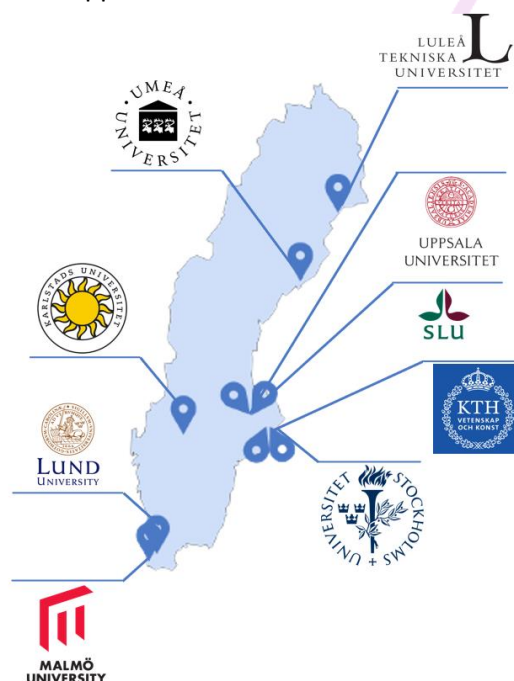 LULEÅ
TEKNISKA
UNIVERSITET
L
· UMEÅ ·
UNIVERSITET
UPPSALA
UNIVERSITET
KARLSTADS UNIVERSITET
SLU
KTH
VETENSKAP
OCH KONST
LUND
UNIVERSITY
STOCKHOLMS + UNIVERSITET
MALMÖ
UNIVERSITY